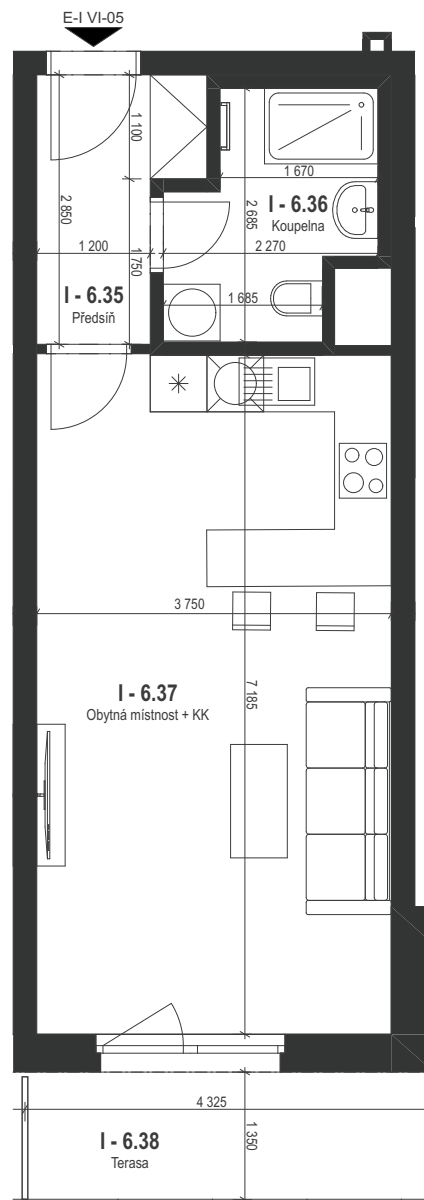 E-I VI-05
1 100
2 850
1 670
I - 6.36
Koupelna
2 685
1 200
1 750
2 270
I - 6.35
Předsíň
1 685
3 750
I - 6.37
Obytná místnost + KK
7 185
4 325
I - 6.38
Terasa
1 350